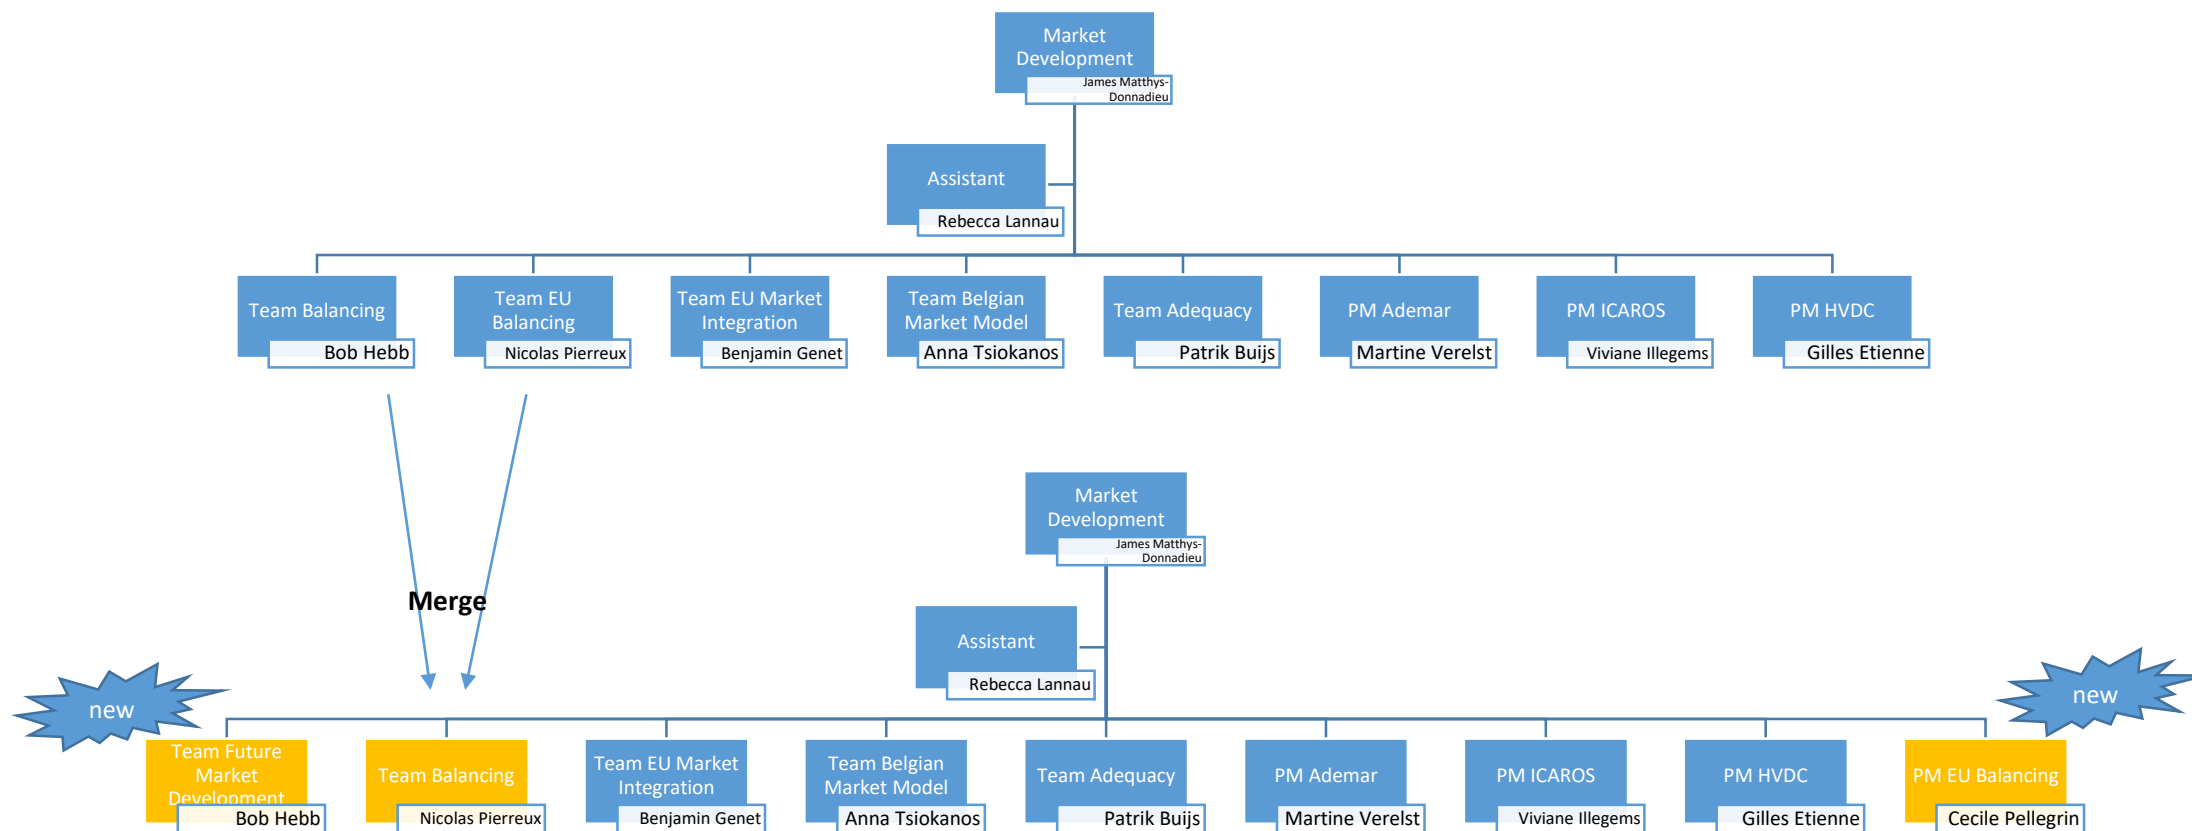 Market
Development
James Matthys-
Donnadieu
Assistant
Rebecca Lannau
Team Balancing
Bob Hebb
Team EU
Balancing
Nicolas Pierreux
Team EU Market
Integration
Benjamin Genet
Team Belgian
Market Model
Anna Tsiokanos
Team Adequacy
Patrik Buijs
PM Ademar
Martine Verelst
PM ICAROS
Viviane Illegems
PM HVDC
Gilles Etienne
Merge
Market
Development
James Matthys-
Donnadieu
Assistant
Rebecca Lannau
new
new
Team Future
Market
Development
Bob Hebb
Team Balancing
Nicolas Pierreux
Team EU Market
Integration
Benjamin Genet
Team Belgian
Market Model
Anna Tsiokanos
Team Adequacy
Patrik Buijs
PM Ademar
Martine Verelst
PM ICAROS
Viviane Illegems
PM HVDC
Gilles Etienne
PM EU Balancing
Cecile Pellegrin